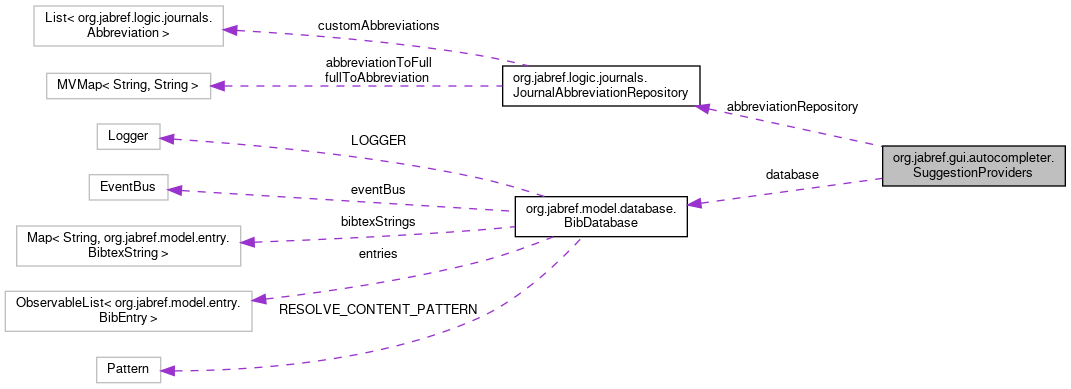 List< org.jabref.logic.journals.
Abbreviation >
customAbbreviations
abbreviationToFull
fullToAbbreviation
MVMap< String, String >
org.jabref.logic.journals.
JournalAbbreviationRepository
abbreviationRepository
Logger
LOGGER
org.jabref.gui.autocompleter.
SuggestionProviders
database
EventBus
eventBus
org.jabref.model.database.
BibDatabase
bibtexStrings
Map< String, org.jabref.model.entry.
BibtexString >
entries
ObservableList< org.jabref.model.entry.
BibEntry >
RESOLVE_CONTENT_PATTERN
Pattern